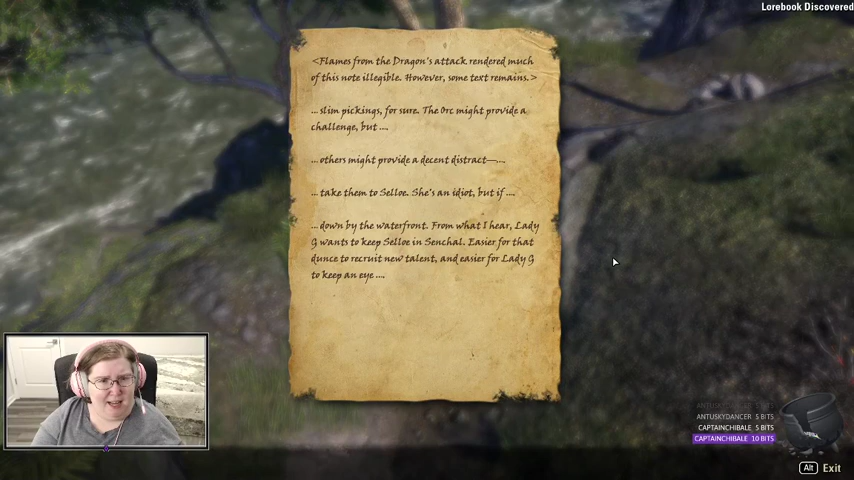 Lorebook Discovered
<Flames from the Dragon's attack rendered much
of this note illegible. However, some text remains.>
... slim pickings, for sure. The Orc might provide a
challenge, but ....
... others might provide a decent distract—....
... take them to Selloe. She's an idiot, but if ....
... down by the waterfront. From what I hear, Lady
G wants to keep Selloe in Senchal. Easier for that
dunce to recruit new talent, and easier for Lady G
to keep an eye ....
ANTUSKYDANCER 5 BITS
CAPTAINCHIBALE 5 BITS
CAPTAINCHIBALE 10 BITS
Alt Exit